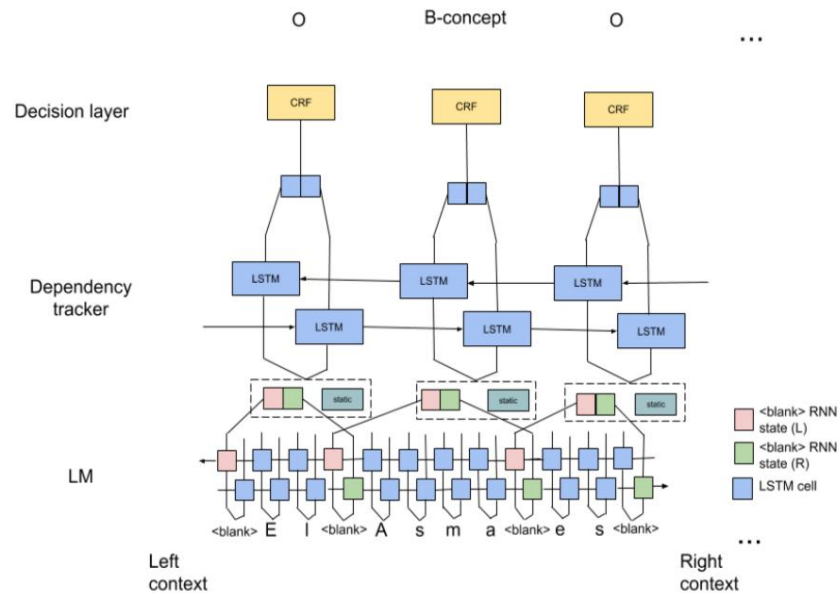 O B-concept O ...
Decision layer
CRF CRF CRF
LSTM LSTM LSTM
Dependency
tracker
LSTM LSTM LSTM
static static static
LM
<blank> RNN
state (L)
<blank> RNN
state (R)
LSTM cell
<blank> E l <blank> A s m a <blank> e s <blank>
...
Left
context
Right
context